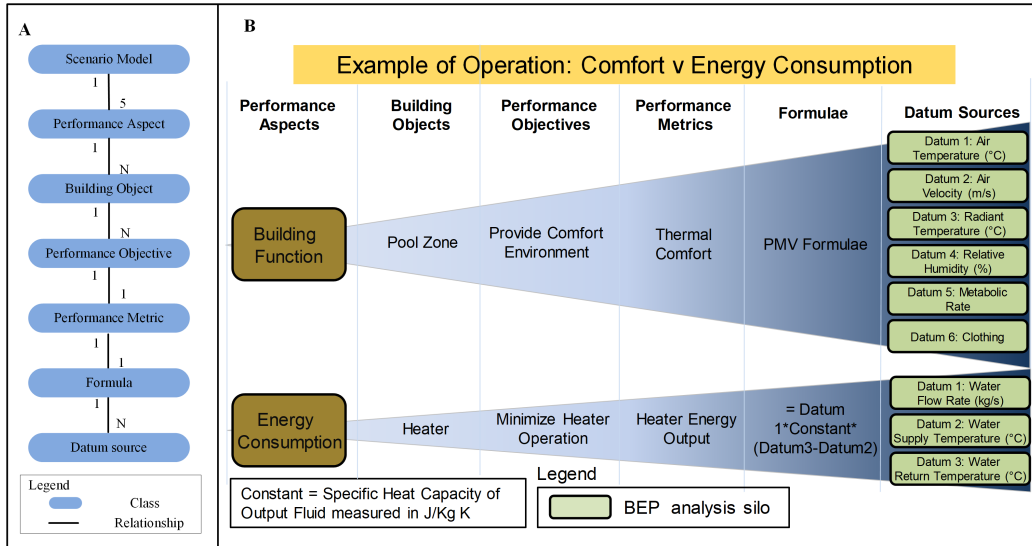 A
Scenario Model
1
5
Performance Aspect
1
N
Building Object
1
N
Performance Objective
1
1
Performance Metric
1
1
Formula
1
N
Datum source
Legend
Class
Relationship
B
Example of Operation: Comfort v Energy Consumption
Performance
Aspects
Building
Objects
Performance
Objectives
Performance
Metrics
Formulae
Datum Sources
Building
Function
Pool Zone
Provide Comfort
Environment
Thermal
Comfort
PMV Formulae
Datum 1: Air
Temperature (°C)
Datum 2: Air
Velocity (m/s)
Datum 3: Radiant
Temperature (°C)
Datum 4: Relative
Humidity (%)
Datum 5: Metabolic
Rate
Datum 6: Clothing
Energy
Consumption
Heater
Minimize Heater
Operation
Heater Energy
Output
= Datum
1*Constant*
(Datum3-Datum2)
Datum 1: Water
Flow Rate (kg/s)
Datum 2: Water
Supply Temperature (°C)
Datum 3: Water
Return Temperature (°C)
Constant = Specific Heat Capacity of
Output Fluid measured in J/Kg K
Legend
BEP analysis silo